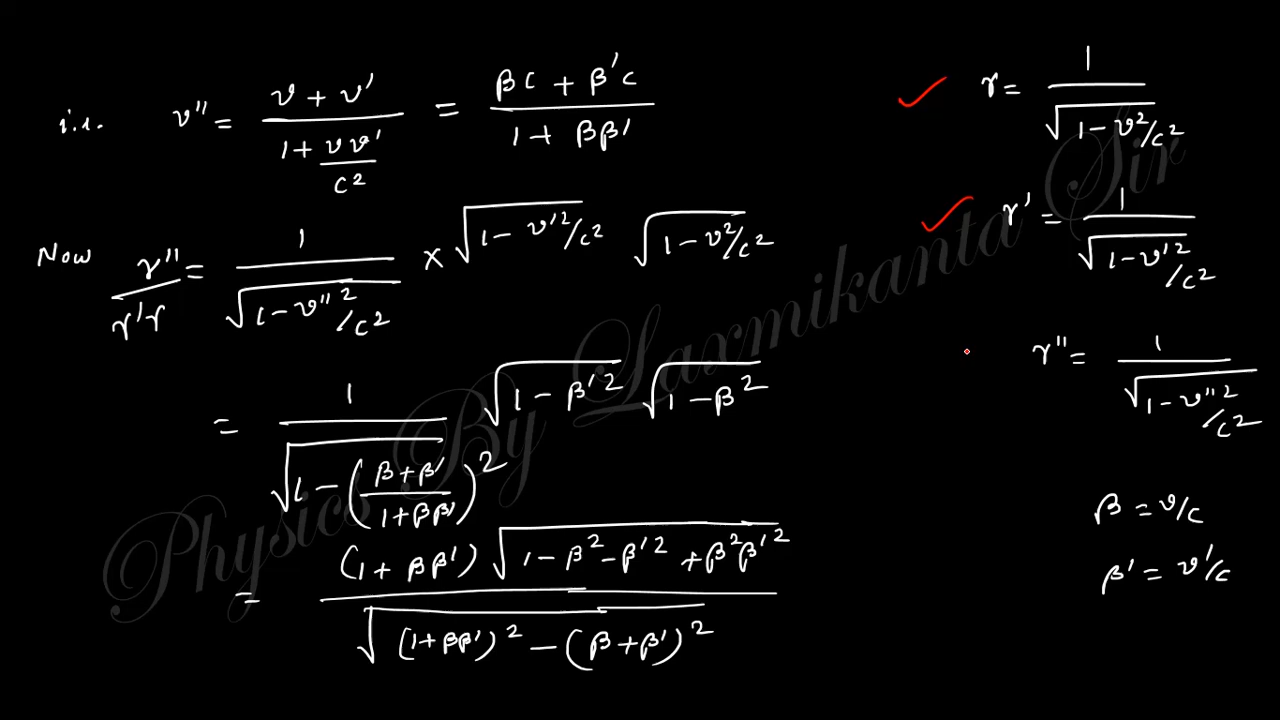 i.e. v'' = (v + v')/(1 + vv'/c²) = (βc + β'c)/(1 + ββ')
Now γ''/(γ'γ) = 1/√(1 − v''²/c²) × √(1 − v'²/c²) √(1 − v²/c²)
= 1/√(1 − ((β + β')/(1 + ββ'))²) √(1 − β'²) √(1 − β²)
= (1 + ββ') √(1 − β² − β'² + β²β'²) / √((1 + ββ')² − (β + β')²)
✓ γ = 1/√(1 − v²/c²)
✓ γ' = 1/√(1 − v'²/c²)
γ'' = 1/√(1 − v''²/c²)
β = v/c
β' = v'/c
Physics By Laxmikanta Sir